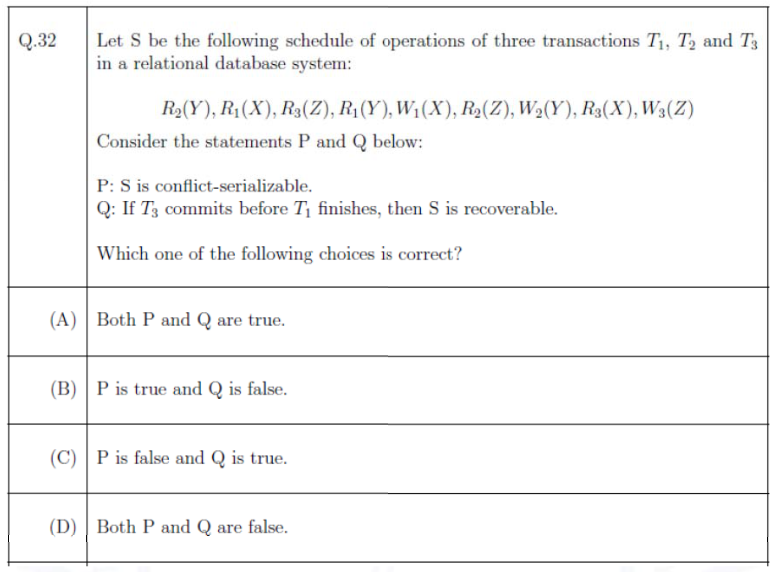 Q.32 Let S be the following schedule of operations of three transactions T₁, T₂ and T₃
in a relational database system:
R₂(Y), R₁(X), R₃(Z), R₁(Y), W₁(X), R₂(Z), W₂(Y), R₃(X), W₃(Z)
Consider the statements P and Q below:
P: S is conflict-serializable.
Q: If T₃ commits before T₁ finishes, then S is recoverable.
Which one of the following choices is correct?
(A) Both P and Q are true.
(B) P is true and Q is false.
(C) P is false and Q is true.
(D) Both P and Q are false.